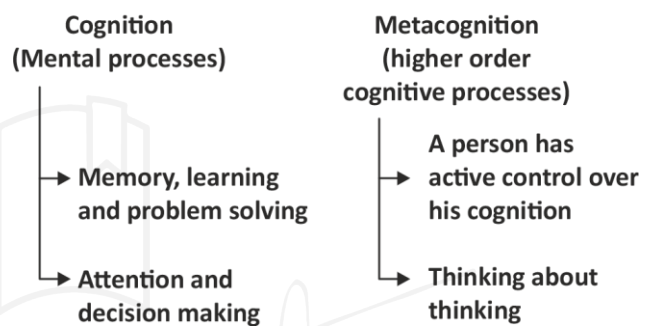 Cognition
(Mental processes)
Memory, learning
and problem solving
Attention and
decision making
Metacognition
(higher order
cognitive processes)
A person has
active control over
his cognition
Thinking about
thinking